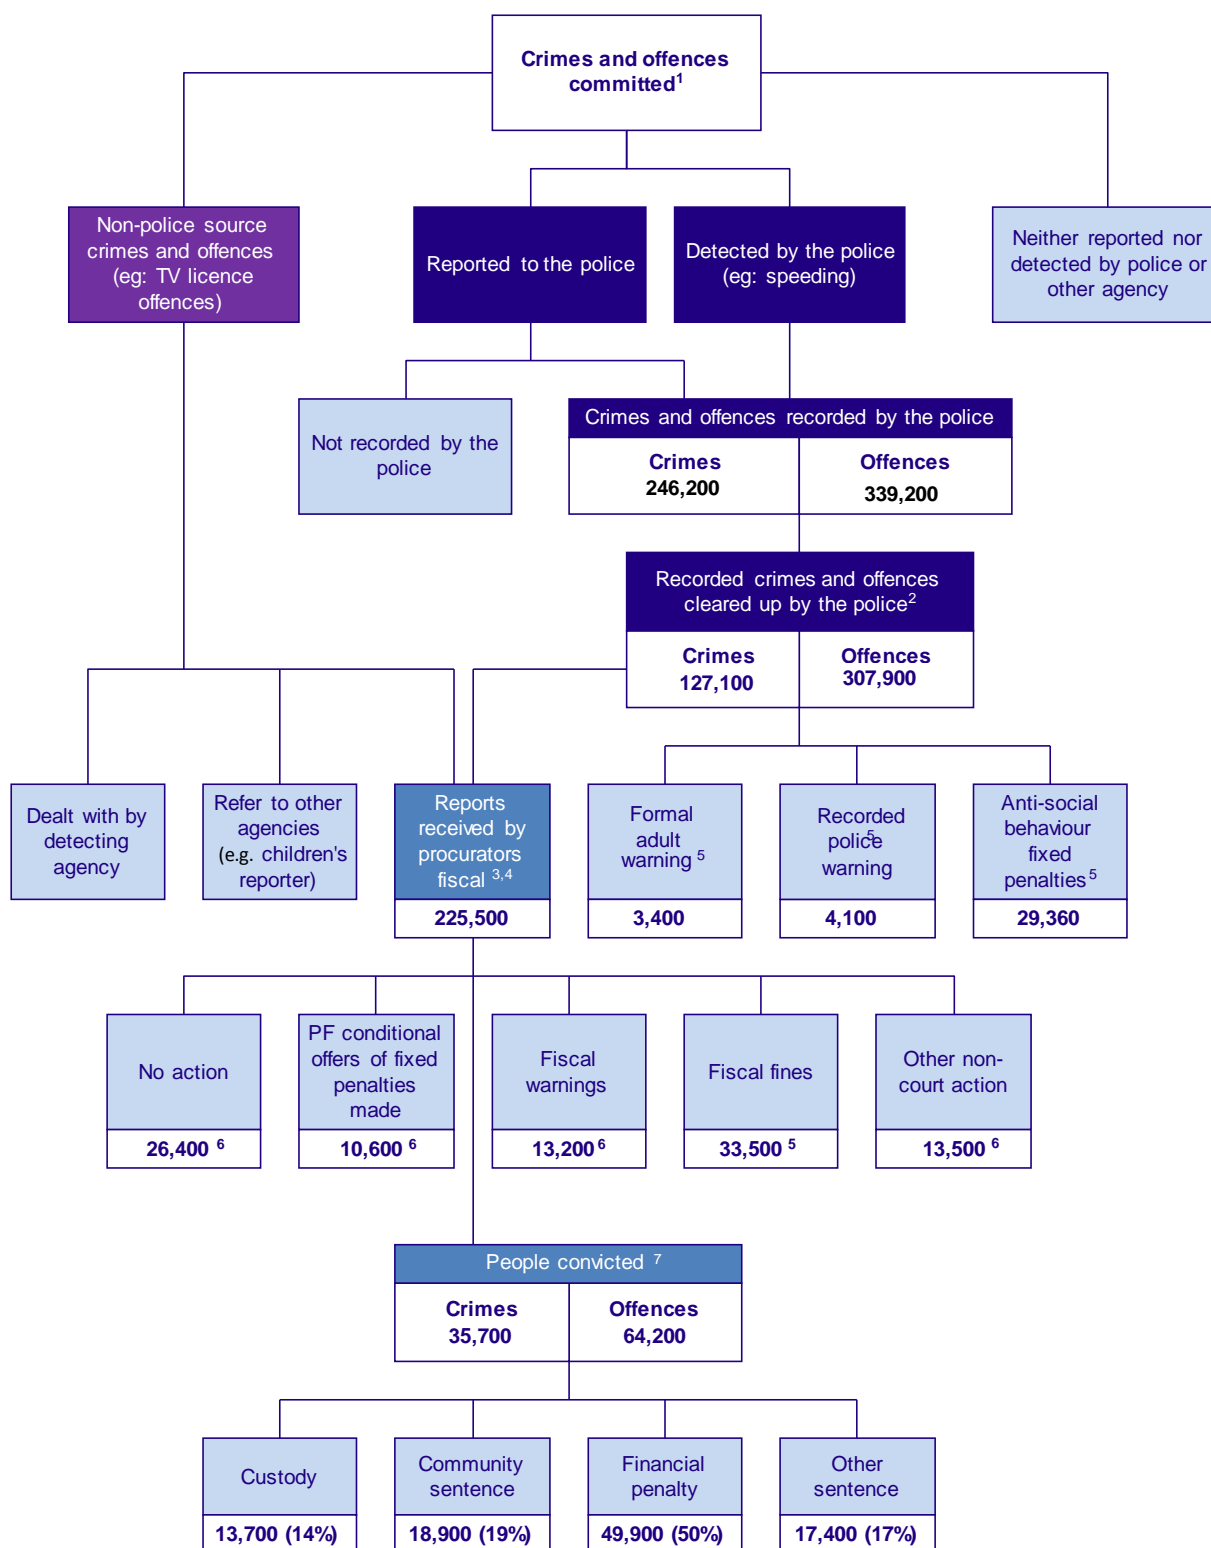 Crimes and offences
committed1
Non-police source
crimes and offences
(eg: TV licence
offences)
Reported to the police
Detected by the police
(eg: speeding)
Neither reported nor
detected by police or
other agency
Not recorded by the
police
Crimes and offences recorded by the police
Crimes
246,200
Offences
339,200
Recorded crimes and offences
cleared up by the police2
Crimes
127,100
Offences
307,900
Dealt with by
detecting
agency
Refer to other
agencies
(e.g. children's
reporter)
Reports
received by
procurators
fiscal 3,4
225,500
Formal
adult
warning 5
3,400
Recorded
police5
warning
4,100
Anti-social
behaviour
fixed
penalties5
29,360
No action
26,400 6
PF conditional
offers of fixed
penalties
made
10,600 6
Fiscal
warnings
13,200 6
Fiscal fines
33,500 5
Other non-
court action
13,500 6
People convicted 7
Crimes
35,700
Offences
64,200
Custody
13,700 (14%)
Community
sentence
18,900 (19%)
Financial
penalty
49,900 (50%)
Other
sentence
17,400 (17%)